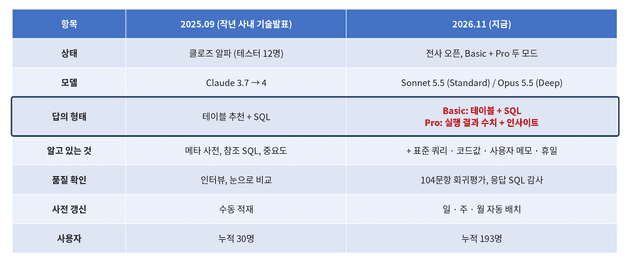 항목 2025.09 (작년 사내 기술발표) 2026.11 (지금)
상태 클로즈 알파 (테스터 12명) 전사 오픈, Basic + Pro 두 모드
모델 Claude 3.7 → 4 Sonnet 5.5 (Standard) / Opus 5.5 (Deep)
답의 형태 테이블 추천 + SQL Basic: 테이블 + SQL
Pro: 실행 결과 수치 + 인사이트
알고 있는 것 메타 사전, 참조 SQL, 중요도 + 표준 쿼리 · 코드값 · 사용자 메모 · 휴일
품질 확인 인터뷰, 눈으로 비교 104문항 회귀평가, 응답 SQL 감사
사전 갱신 수동 적재 일 · 주 · 월 자동 배치
사용자 누적 30명 누적 193명